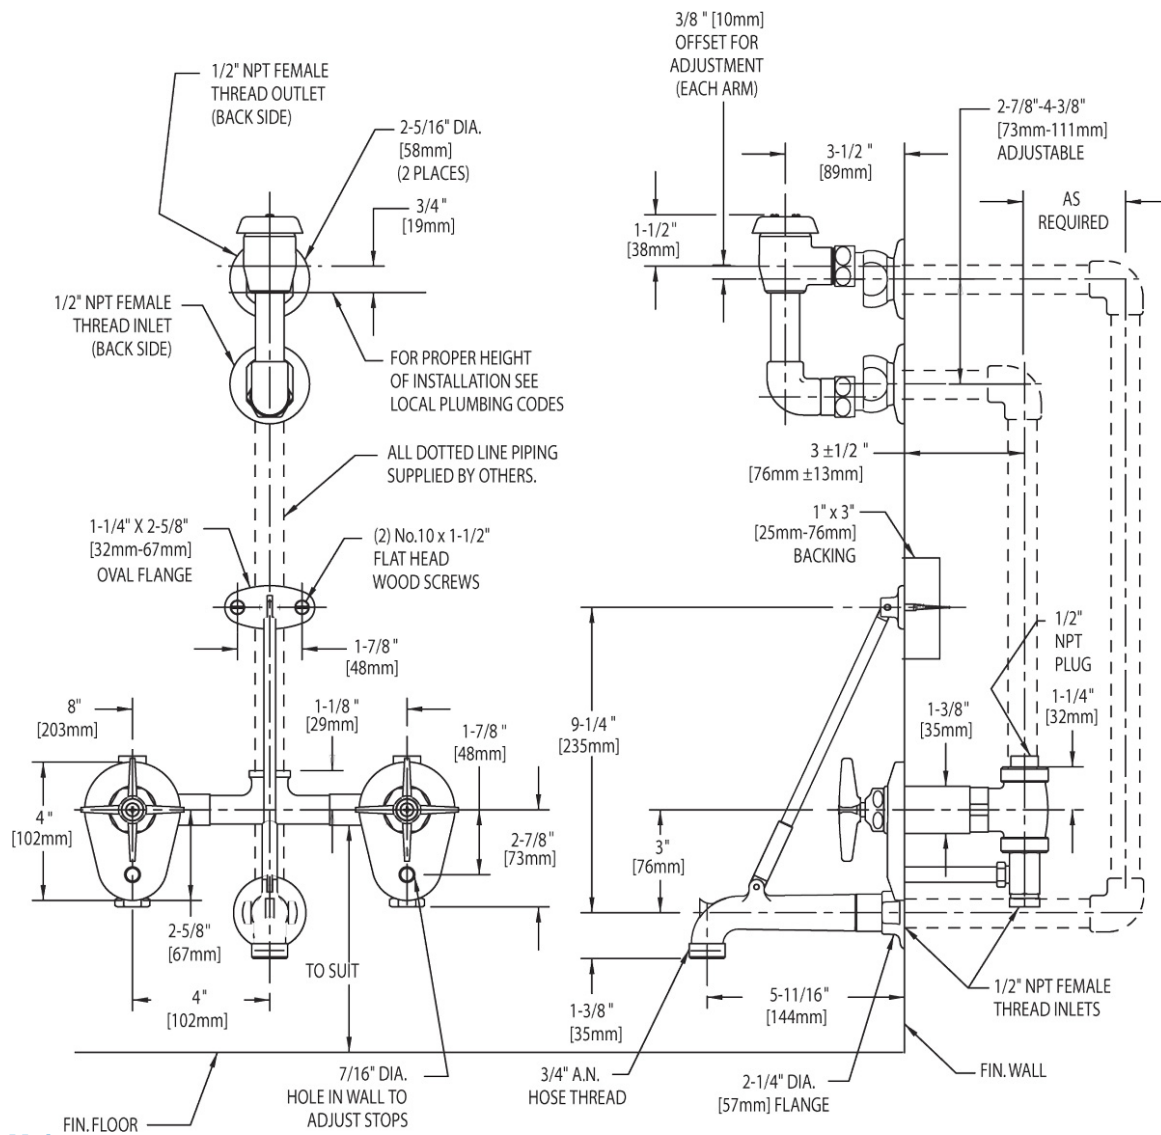 3/8 " [10mm]
OFFSET FOR
ADJUSTMENT
(EACH ARM)
1/2" NPT FEMALE
THREAD OUTLET
(BACK SIDE)
2-5/16" DIA.
[58mm]
(2 PLACES)
3/4"
[19mm]
1/2" NPT FEMALE
THREAD INLET
(BACK SIDE)
FOR PROPER HEIGHT
OF INSTALLATION SEE
LOCAL PLUMBING CODES
ALL DOTTED LINE PIPING
SUPPLIED BY OTHERS.
1-1/4" X 2-5/8"
[32mm-67mm]
OVAL FLANGE
(2) No.10 x 1-1/2"
FLAT HEAD
WOOD SCREWS
1-7/8 "
[48mm]
8"
[203mm]
1-1/8 "
[29mm]
1-7/8 "
[48mm]
4"
[102mm]
2-7/8"
[73mm]
2-5/8"
[67mm]
TO SUIT
4"
[102mm]
7/16" DIA.
HOLE IN WALL TO
ADJUST STOPS
FIN. FLOOR
3-1/2 "
[89mm]
2-7/8"-4-3/8"
[73mm-111mm]
ADJUSTABLE
AS
REQUIRED
1-1/2"
[38mm]
3 ±1/2 "
[76mm ±13mm]
1" x 3"
[25mm-76mm]
BACKING
1/2"
NPT
PLUG
1-1/4"
[32mm]
1-3/8"
[35mm]
9-1/4 "
[235mm]
3"
[76mm]
5-11/16"
[144mm]
1-3/8"
[35mm]
1/2" NPT FEMALE
THREAD INLETS
3/4" A.N.
HOSE THREAD
2-1/4" DIA.
[57mm] FLANGE
FIN. WALL